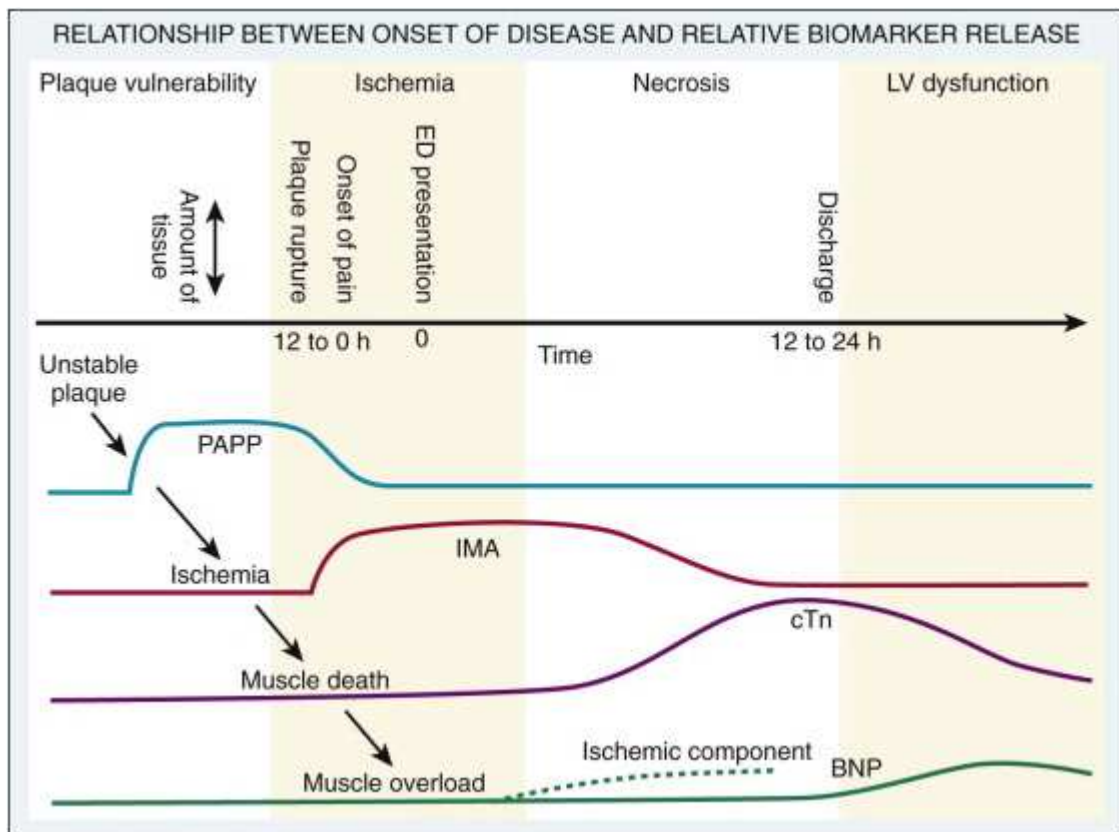 RELATIONSHIP BETWEEN ONSET OF DISEASE AND RELATIVE BIOMARKER RELEASE
Plaque vulnerability
Ischemia
Necrosis
LV dysfunction
Amount of
tissue
Plaque rupture
Onset of pain
ED presentation
Discharge
12 to 0 h
0
Time
12 to 24 h
Unstable
plaque
PAPP
Ischemia
IMA
Muscle death
cTn
Muscle overload
Ischemic component
BNP